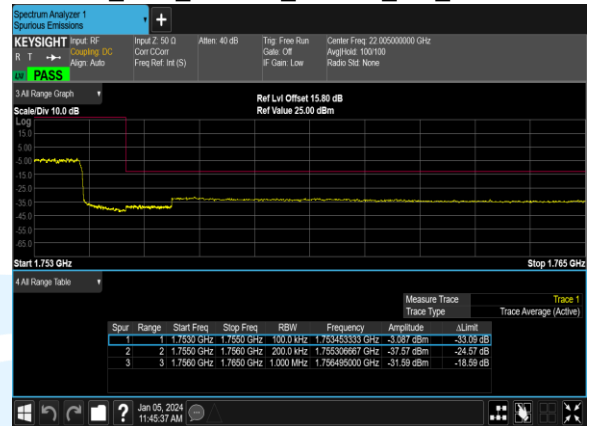 Spectrum Analyzer 1
Spurious Emissions
+
KEYSIGHT Input: RF Input Z: 50 Ω Atten: 40 dB Trig: Free Run Center Freq: 22.005000000 GHz
R T Coupling: DC Corr CCorr Gate: Off Avg|Hold: 100/100
Align: Auto Freq Ref: Int (S) IF Gain: Low Radio Std: None
LXI PASS
3 All Range Graph
Ref Lvl Offset 15.80 dB
Scale/Div 10.0 dB Ref Value 25.00 dBm
Log
15.0
5.00
-5.00
-15.0
-25.0
-35.0
-45.0
-55.0
-65.0
Start 1.753 GHz Stop 1.765 GHz
4 All Range Table
Measure Trace Trace 1
Trace Type Trace Average (Active)
Spur Range Start Freq Stop Freq RBW Frequency Amplitude ΔLimit
1 1 1.7530 GHz 1.7550 GHz 100.0 kHz 1.753453333 GHz -3.087 dBm -33.09 dB
2 2 1.7550 GHz 1.7560 GHz 200.0 kHz 1.755306667 GHz -37.57 dBm -24.57 dB
3 3 1.7560 GHz 1.7650 GHz 1.000 MHz 1.756495000 GHz -31.59 dBm -18.59 dB
? Jan 05, 2024
11:45:37 AM